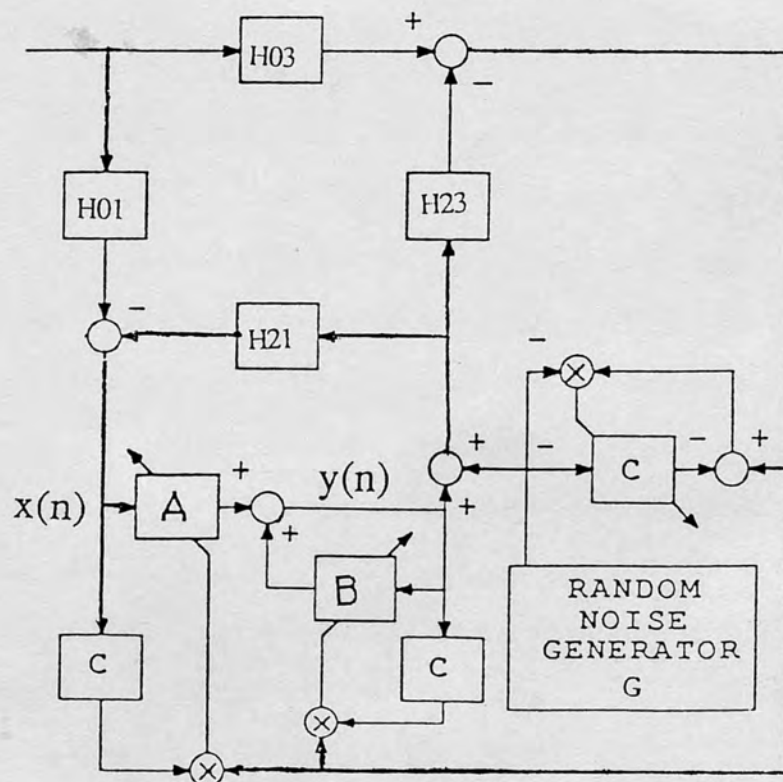 H03
+
−
H01
H23
−
H21
−
×
+
+
−
−
C
+
x(n)
A
+
y(n)
+
+
B
C
C
RANDOM
NOISE
GENERATOR
G
×
×